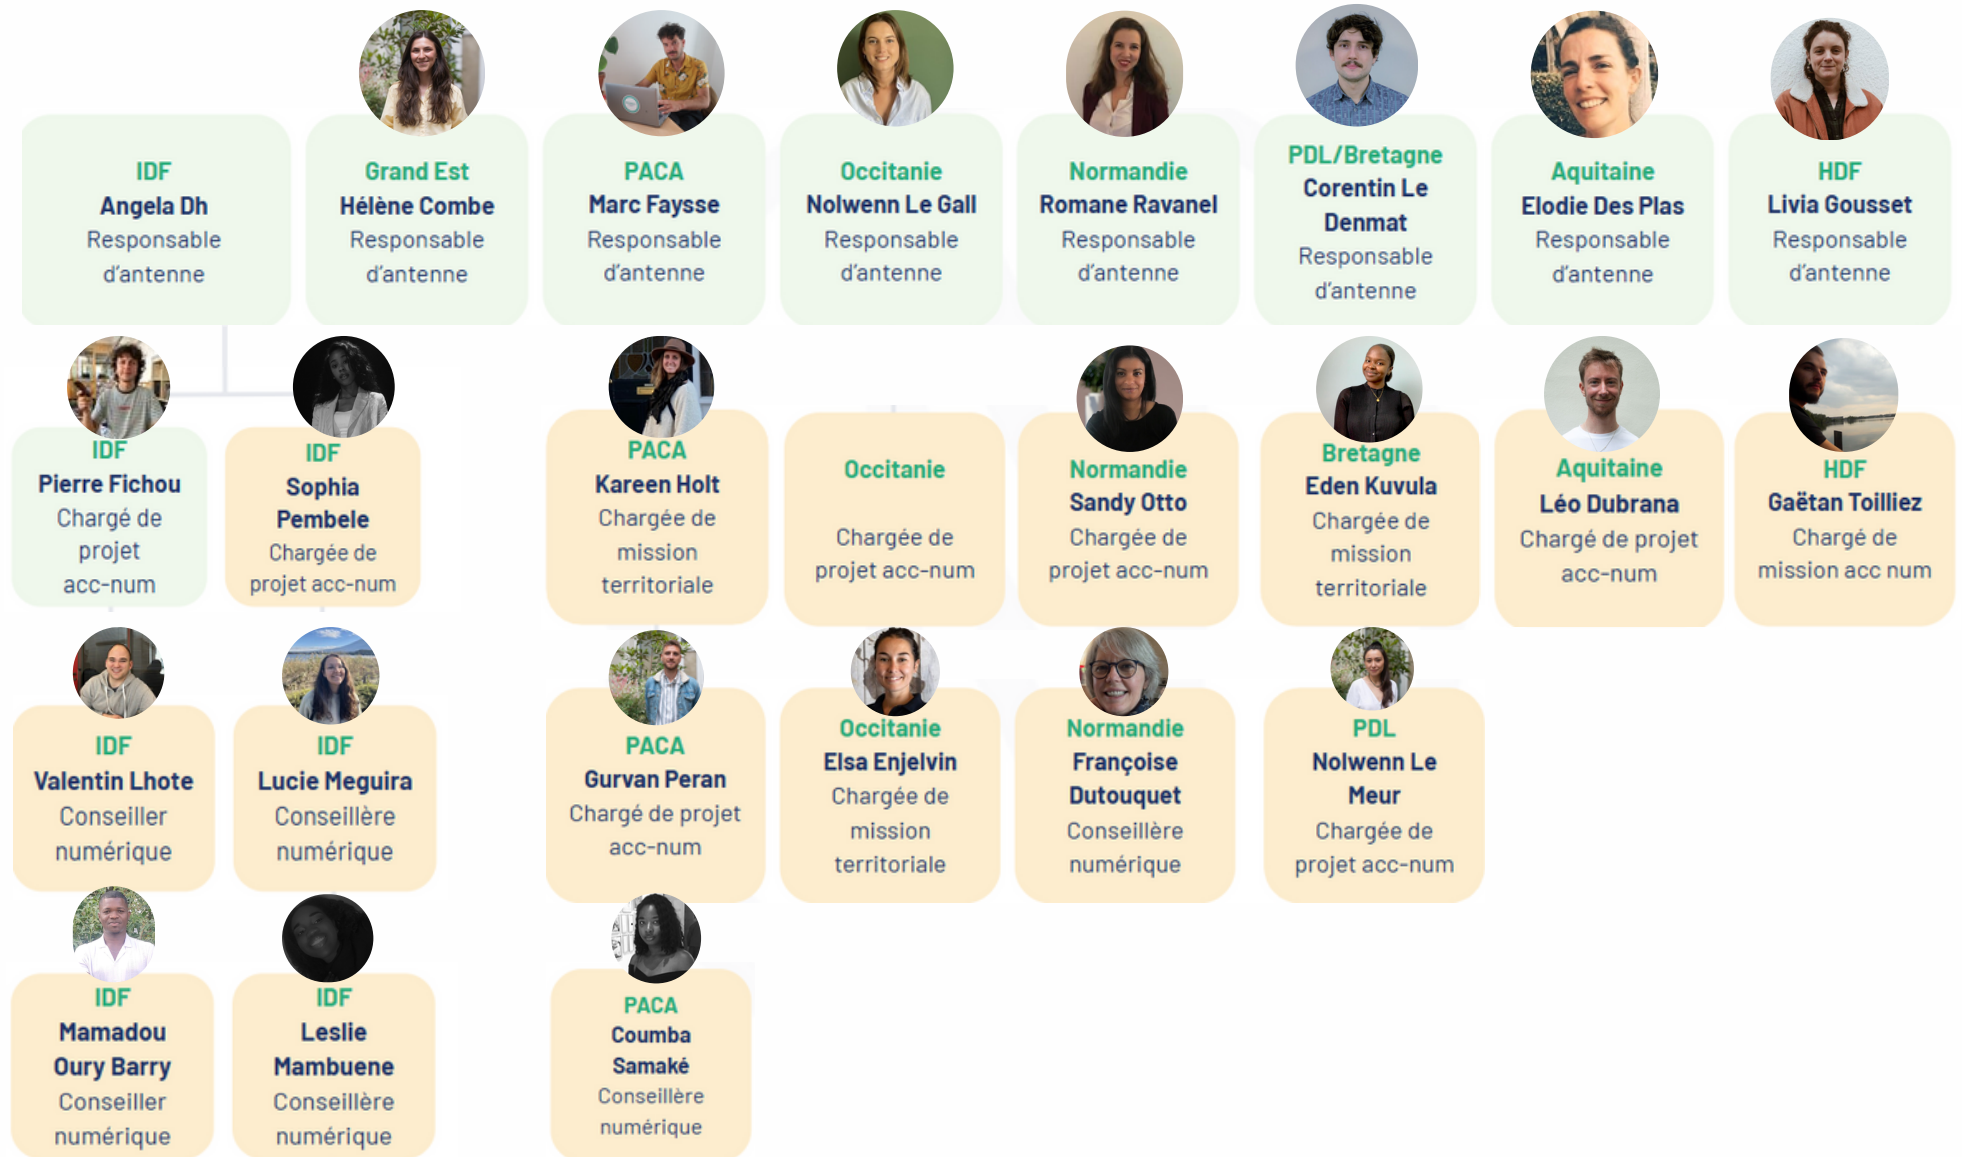 IDF
Angela Dh
Responsable
d'antenne
Grand Est
Hélène Combe
Responsable
d'antenne
PACA
Marc Faysse
Responsable
d'antenne
Occitanie
Nolwenn Le Gall
Responsable
d'antenne
Normandie
Romane Ravanel
Responsable
d'antenne
PDL/Bretagne
Corentin Le
Denmat
Responsable
d'antenne
Aquitaine
Elodie Des Plas
Responsable
d'antenne
HDF
Livia Gousset
Responsable
d'antenne
IDF
Pierre Fichou
Chargé de
projet
acc-num
IDF
Sophia
Pembele
Chargée de
projet acc-num
PACA
Kareen Holt
Chargée de
mission
territoriale
Occitanie
Chargée de
projet acc-num
Normandie
Sandy Otto
Chargée de
projet acc-num
Bretagne
Eden Kuvula
Chargée de
mission
territoriale
Aquitaine
Léo Dubrana
Chargé de projet
acc-num
HDF
Gaëtan Toilliez
Chargé de
mission acc num
IDF
Valentin Lhote
Conseiller
numérique
IDF
Lucie Meguira
Conseillère
numérique
PACA
Gurvan Peran
Chargé de projet
acc-num
Occitanie
Elsa Enjelvin
Chargée de
mission
territoriale
Normandie
Françoise
Dutouquet
Conseillère
numérique
PDL
Nolwenn Le
Meur
Chargée de
projet acc-num
IDF
Mamadou
Oury Barry
Conseiller
numérique
IDF
Leslie
Mambuene
Conseillère
numérique
PACA
Coumba
Samaké
Conseillère
numérique